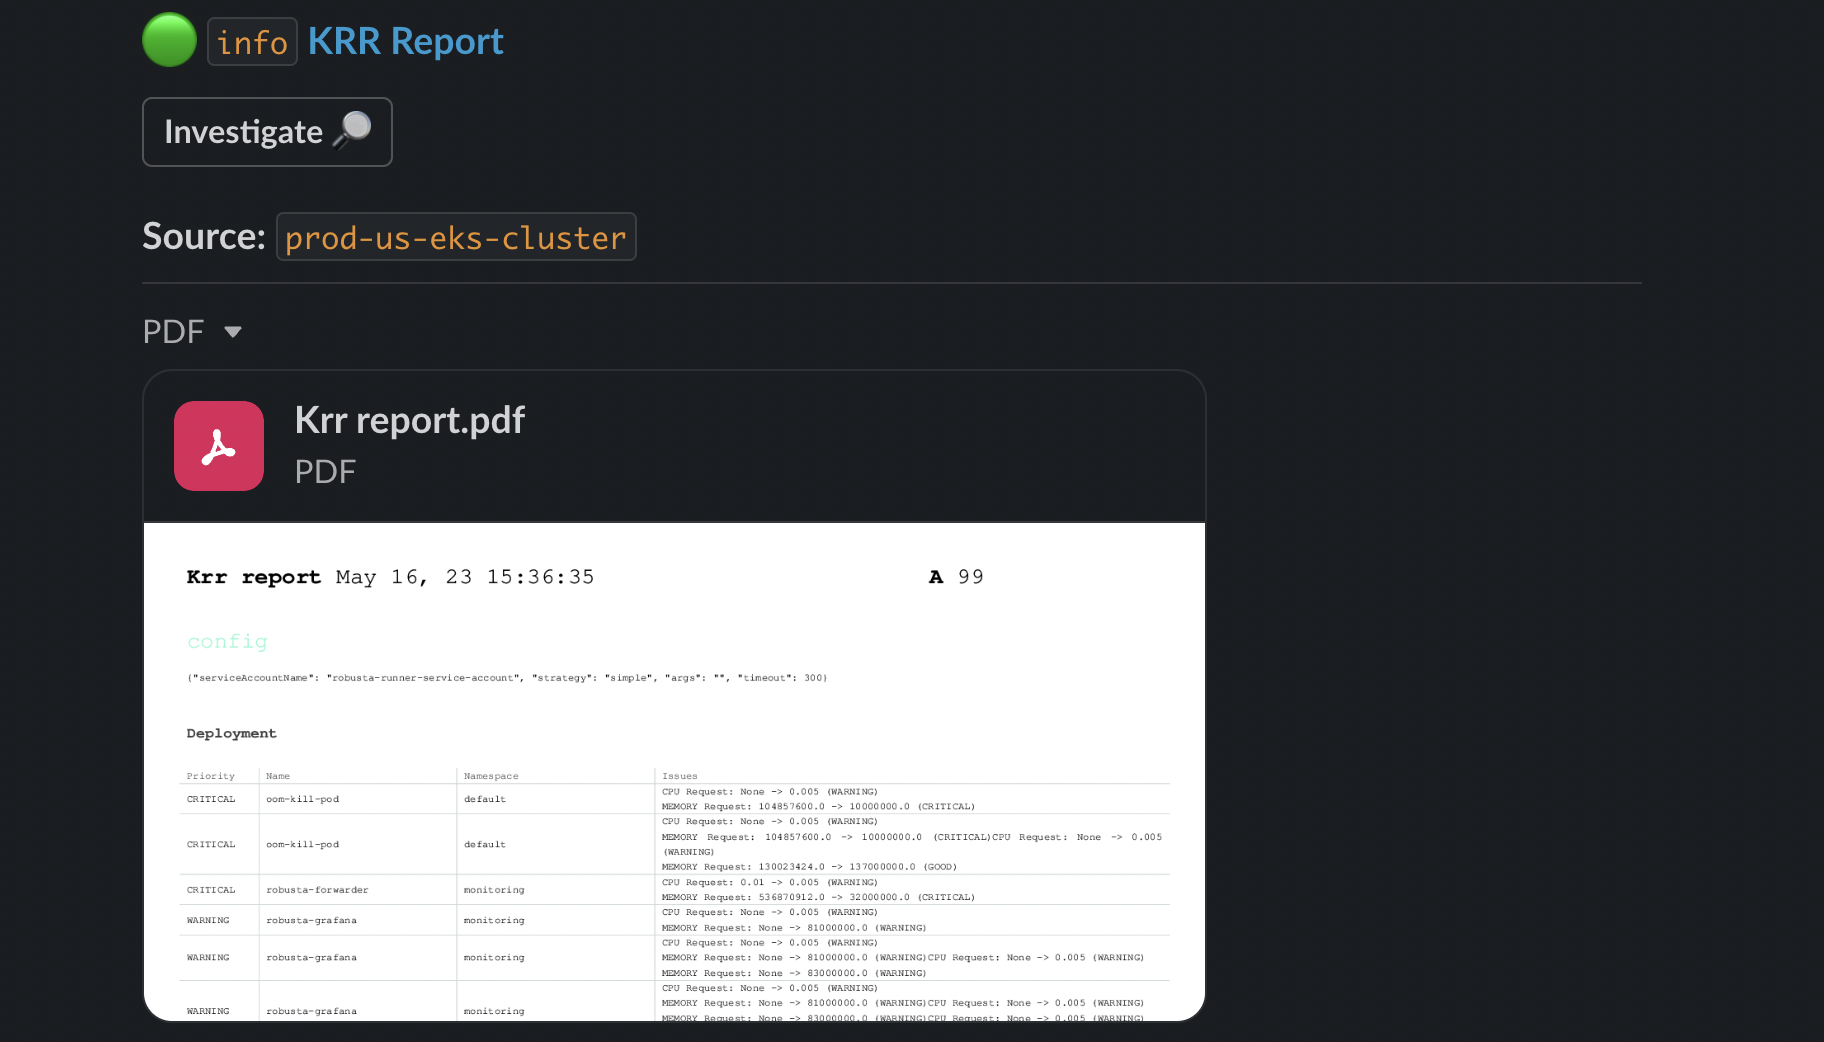 info KRR Report
Investigate
Source: prod-us-eks-cluster
PDF
Krr report.pdf
PDF
Krr report May 16, 23 15:36:35 A 99
config
{"serviceAccountName": "robusta-runner-service-account", "strategy": "simple", "args": "", "timeout": 300}
Deployment
Priority Name Namespace Issues
CPU Request: None -> 0.005 (WARNING)
CRITICAL oom-kill-pod default
MEMORY Request: 104857600.0 -> 10000000.0 (CRITICAL)
CPU Request: None -> 0.005 (WARNING)
MEMORY Request: 104857600.0 -> 10000000.0 (CRITICAL)CPU Request: None -> 0.005
CRITICAL oom-kill-pod default
(WARNING)
MEMORY Request: 130023424.0 -> 137000000.0 (GOOD)
CPU Request: 0.01 -> 0.005 (WARNING)
CRITICAL robusta-forwarder monitoring
MEMORY Request: 536870912.0 -> 32000000.0 (CRITICAL)
CPU Request: None -> 0.005 (WARNING)
WARNING robusta-grafana monitoring
MEMORY Request: None -> 81000000.0 (WARNING)
CPU Request: None -> 0.005 (WARNING)
WARNING robusta-grafana monitoring MEMORY Request: None -> 81000000.0 (WARNING)CPU Request: None -> 0.005 (WARNING)
MEMORY Request: None -> 83000000.0 (WARNING)
CPU Request: None -> 0.005 (WARNING)
MEMORY Request: None -> 81000000.0 (WARNING)CPU Request: None -> 0.005 (WARNING)
WARNING robusta-grafana monitoring
MEMORY Request: None -> 83000000.0 (WARNING)CPU Request: None -> 0.005 (WARNING)